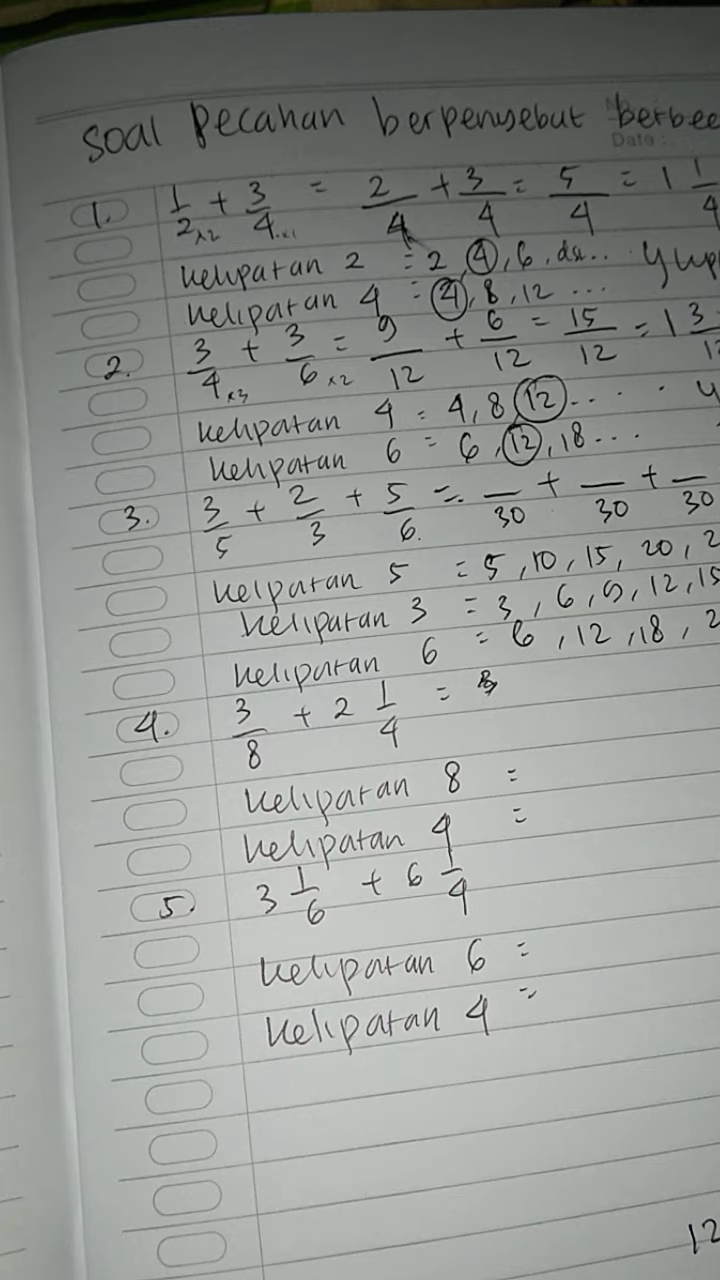 Soal Pecahan berpenyebut berbee
Date :
1. 1/2 ×2 + 3/4 ×1 = 2/4 + 3/4 = 5/4 = 1 1/4
Kelipatan 2 = 2, 4, 6, dst...
Kelipatan 4 = 4, 8, 12 ...
2. 3/4 ×3 + 3/6 ×2 = 9/12 + 6/12 = 15/12 = 1 3/12
Kelipatan 4 = 4, 8, 12 ....
Kelipatan 6 = 6, 12, 18 ...
3. 3/5 + 2/3 + 5/6 = _/30 + _/30 + _/30
Kelipatan 5 = 5, 10, 15, 20, 2
Kelipatan 3 = 3, 6, 9, 12, 15
Kelipatan 6 = 6, 12, 18, 2
4. 3/8 + 2 1/4 =
Kelipatan 8 =
Kelipatan 4 =
5. 3 1/6 + 6 1/4
Kelipatan 6 =
Kelipatan 4 =
12